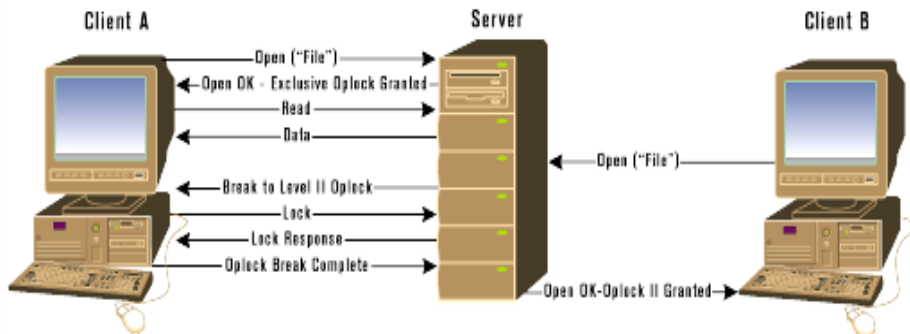 Client A
Server
Client B
Open ("File")
Open OK - Exclusive Oplock Granted
Read
Data
Open ("File")
Break to Level II Oplock
Lock
Lock Response
Oplock Break Complete
Open OK-Oplock II Granted